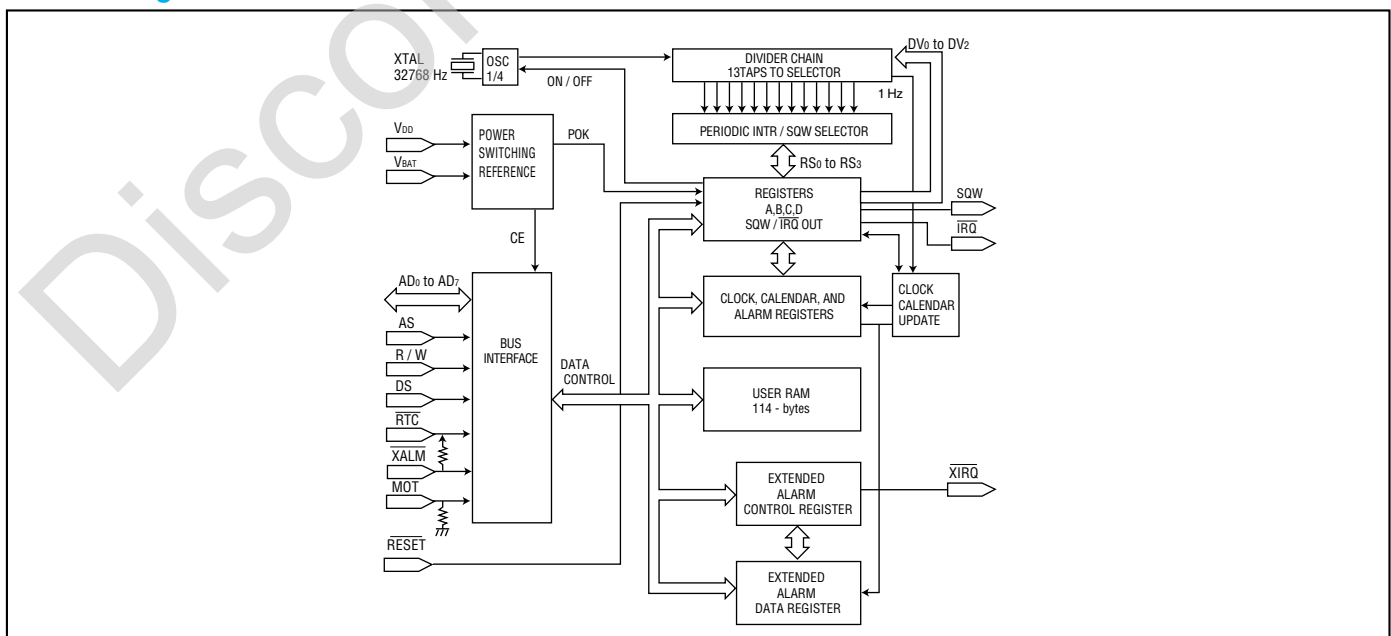 XTAL
32768 Hz
OSC
1/4
ON / OFF
DIVIDER CHAIN
13TAPS TO SELECTOR
DV0 to DV2
1 Hz
PERIODIC INTR / SQW SELECTOR
RS0 to RS3
VDD
VBAT
POWER
SWITCHING
REFERENCE
POK
CE
REGISTERS
A,B,C,D
SQW / IRQ OUT
SQW
IRQ
CLOCK, CALENDAR, AND
ALARM REGISTERS
CLOCK
CALENDAR
UPDATE
AD0 to AD7
AS
R / W
DS
RTC
XALM
MOT
RESET
BUS
INTERFACE
DATA
CONTROL
USER RAM
114 - bytes
EXTENDED
ALARM
CONTROL REGISTER
XIRQ
EXTENDED
ALARM
DATA REGISTER